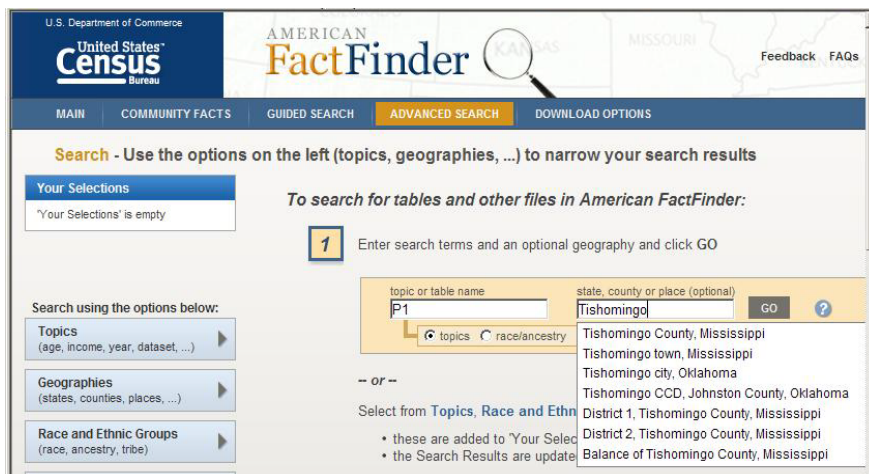 U.S. Department of Commerce
United States™
Census
Bureau
AMERICAN
FactFinder
KANSAS
MISSOURI
Feedback FAQs
MAIN COMMUNITY FACTS GUIDED SEARCH ADVANCED SEARCH DOWNLOAD OPTIONS
Search - Use the options on the left (topics, geographies, ...) to narrow your search results
Your Selections
'Your Selections' is empty
To search for tables and other files in American FactFinder:
1 Enter search terms and an optional geography and click GO
topic or table name state, county or place (optional)
P1 Tishomingo GO ?
topics race/ancestry
Tishomingo County, Mississippi
Tishomingo town, Mississippi
Tishomingo city, Oklahoma
Tishomingo CCD, Johnston County, Oklahoma
District 1, Tishomingo County, Mississippi
District 2, Tishomingo County, Mississippi
Balance of Tishomingo County, Mississippi
-- or --
Select from Topics, Race and Ethn
• these are added to 'Your Selec
• the Search Results are update
Search using the options below:
Topics
(age, income, year, dataset, ...)
Geographies
(states, counties, places, ...)
Race and Ethnic Groups
(race, ancestry, tribe)